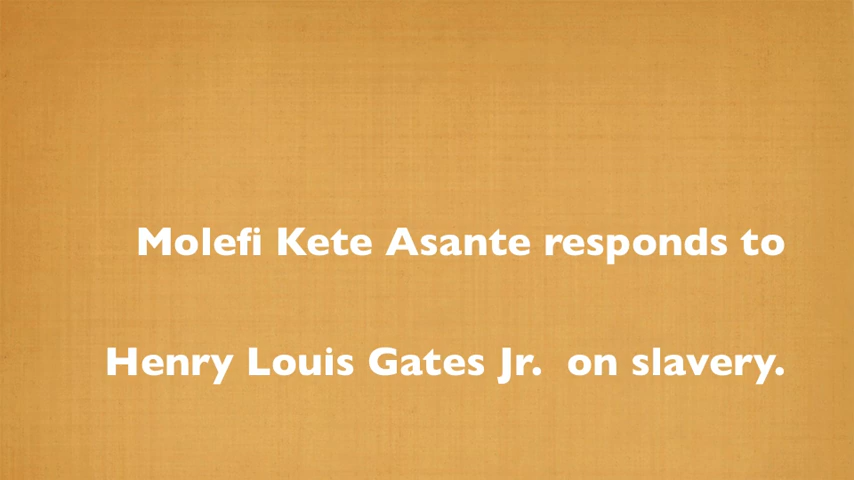 Molefi Kete Asante responds to
Henry Louis Gates Jr.  on slavery.